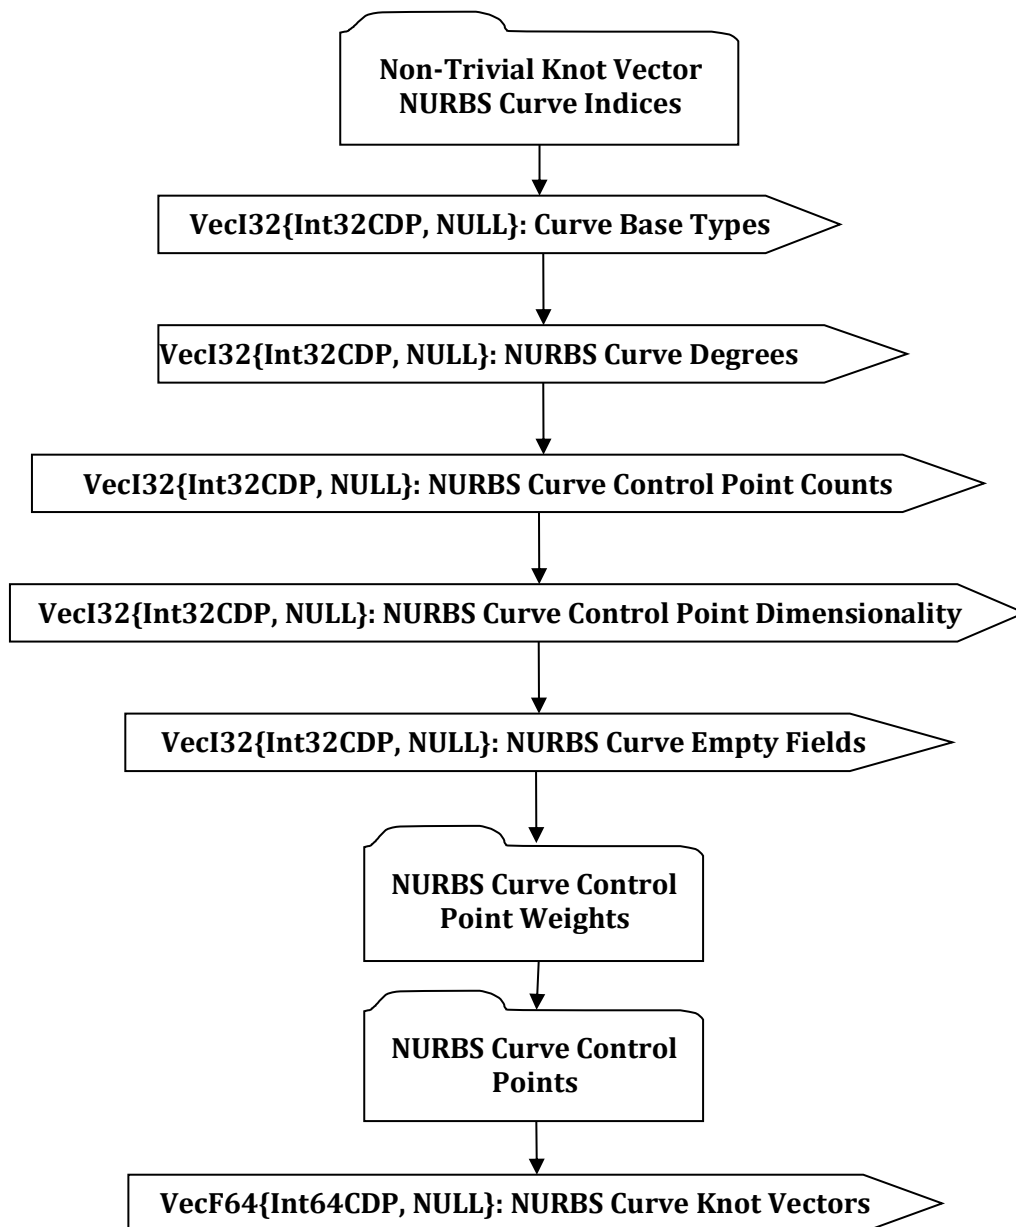 Non-Trivial Knot Vector
NURBS Curve Indices
VecI32{Int32CDP, NULL}: Curve Base Types
VecI32{Int32CDP, NULL}: NURBS Curve Degrees
VecI32{Int32CDP, NULL}: NURBS Curve Control Point Counts
VecI32{Int32CDP, NULL}: NURBS Curve Control Point Dimensionality
VecI32{Int32CDP, NULL}: NURBS Curve Empty Fields
NURBS Curve Control
Point Weights
NURBS Curve Control
Points
VecF64{Int64CDP, NULL}: NURBS Curve Knot Vectors